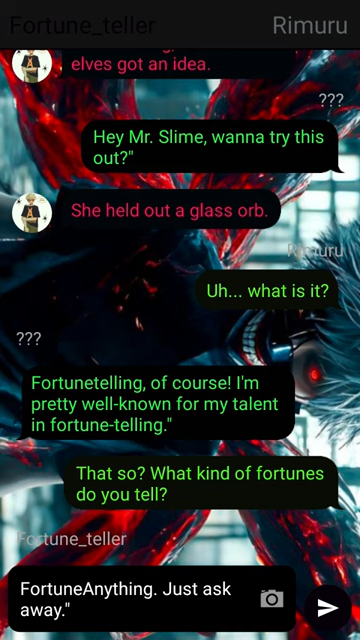 Fortune_teller
Rimuru
elves got an idea.
???
Hey Mr. Slime, wanna try this
out?"
She held out a glass orb.
Rimuru
Uh... what is it?
???
Fortunetelling, of course! I'm
pretty well-known for my talent
in fortune-telling."
That so? What kind of fortunes
do you tell?
Fortune_teller
FortuneAnything. Just ask
away."